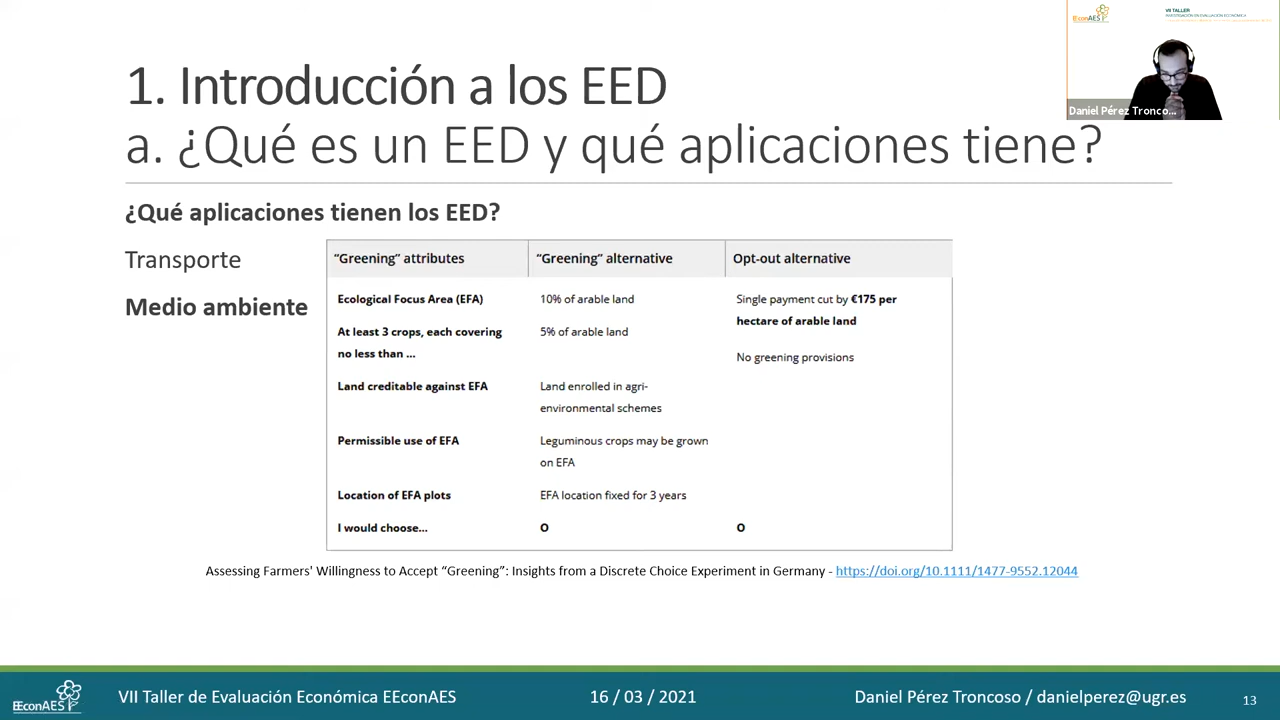 EEconAES
VII TALLER
INVESTIGACIÓN EN EVALUACIÓN ECONÓMICA
Daniel Pérez Tronco...
1. Introducción a los EED
a. ¿Qué es un EED y qué aplicaciones tiene?
¿Qué aplicaciones tienen los EED?
Transporte
Medio ambiente
“Greening” attributes “Greening” alternative Opt-out alternative
Ecological Focus Area (EFA) 10% of arable land Single payment cut by €175 per
hectare of arable land
At least 3 crops, each covering 5% of arable land
no less than ...
No greening provisions
Land creditable against EFA Land enrolled in agri-
environmental schemes
Permissible use of EFA Leguminous crops may be grown
on EFA
Location of EFA plots EFA location fixed for 3 years
I would choose... O O
Assessing Farmers' Willingness to Accept “Greening”: Insights from a Discrete Choice Experiment in Germany - https://doi.org/10.1111/1477-9552.12044
EEconAES
VII Taller de Evaluación Económica EEconAES
16 / 03 / 2021
Daniel Pérez Troncoso / danielperez@ugr.es
13